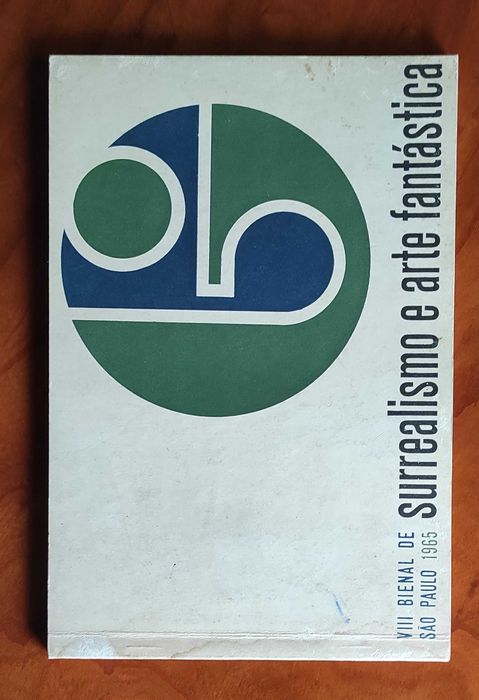 VIII BIENAL DE
SÃO PAULO 1965
surrealismo e arte fantástica